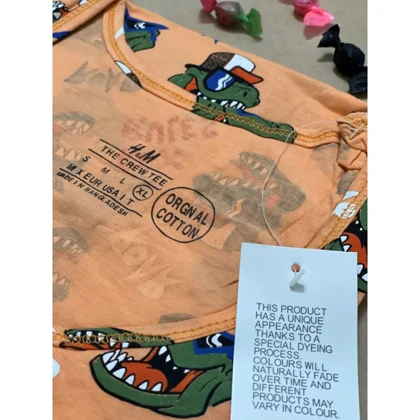 H&M
THE CREW TEE
S M L XL
MX EUR USA IT
MADE IN BANGLADESH
ORGNAL
COTTON
THIS PRODUCT
HAS A UNIQUE
APPEARANCE
THANKS TO A
SPECIAL DYEING
PROCESS.
COLOURS WILL
NATURALLY FADE
OVER TIME AND
DIFFERENT
PRODUCTS MAY
VARY IN COLOUR.